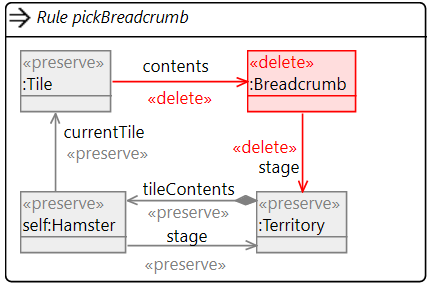 Rule pickBreadcrumb
«preserve»
:Tile
contents
«delete»
«delete»
:Breadcrumb
currentTile
«preserve»
«delete»
stage
«preserve»
self:Hamster
tileContents
«preserve»
stage
«preserve»
«preserve»
:Territory